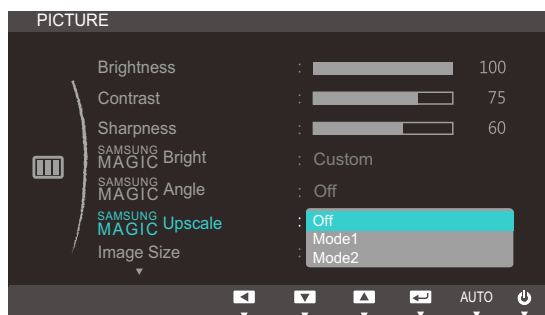 PICTURE
Brightness : 100
Contrast : 75
Sharpness : 60
SAMSUNG MAGIC Bright : Custom
SAMSUNG MAGIC Angle : Off
SAMSUNG MAGIC Upscale : Off
Mode1
Image Size : Mode2
AUTO